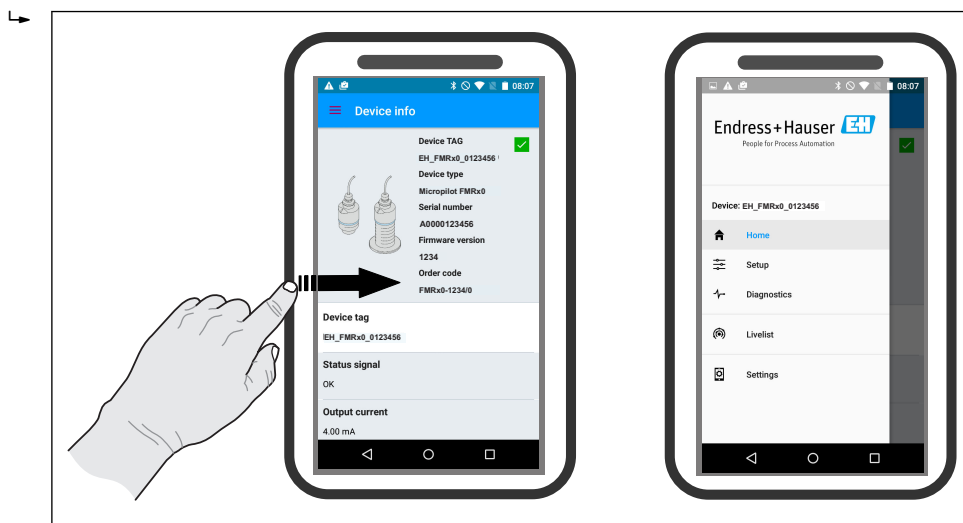 08:07
Device info
Device TAG
EH_FMRx0_0123456
Device type
Micropilot FMRx0
Serial number
A0000123456
Firmware version
1234
Order code
FMRx0-1234/0
Device tag
EH_FMRx0_0123456
Status signal
OK
Output current
4.00 mA
08:07
Endress+Hauser EH
People for Process Automation
Device: EH_FMRx0_0123456
Home
Setup
Diagnostics
Livelist
Settings